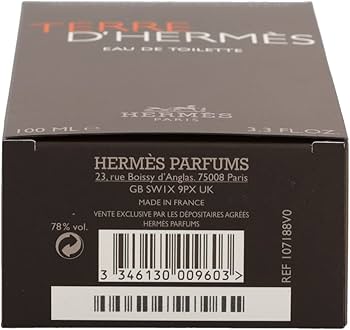 TERRE
D'HERMÈS
EAU DE TOILETTE
HERMÈS
PARIS
100 ML ℮
3.3 FL.OZ
HERMÈS PARFUMS
23, rue Boissy d'Anglas, 75008 Paris
GB SW1X 9PX UK
MADE IN FRANCE
VENTE EXCLUSIVE PAR LES DÉPOSITAIRES AGRÉÉS
HERMÈS PARFUMS
78% vol.
3 346130 009603
REF 107188V0